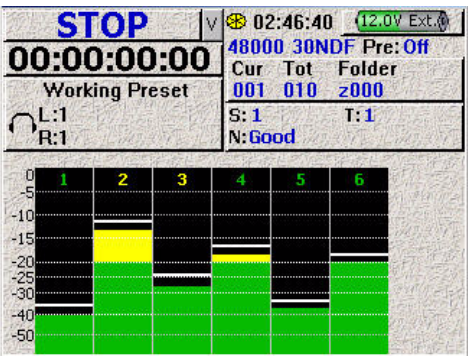 STOP V 02:46:40 12.0V Ext.
48000 30NDF Pre: Off
00:00:00:00
Cur Tot Folder
001 010 z000
Working Preset
L:1
R:1
S: 1 T: 1
N:Good
0 1 2 3 4 5 6
-5
-10
-15
-20
-25
-30
-40
-50